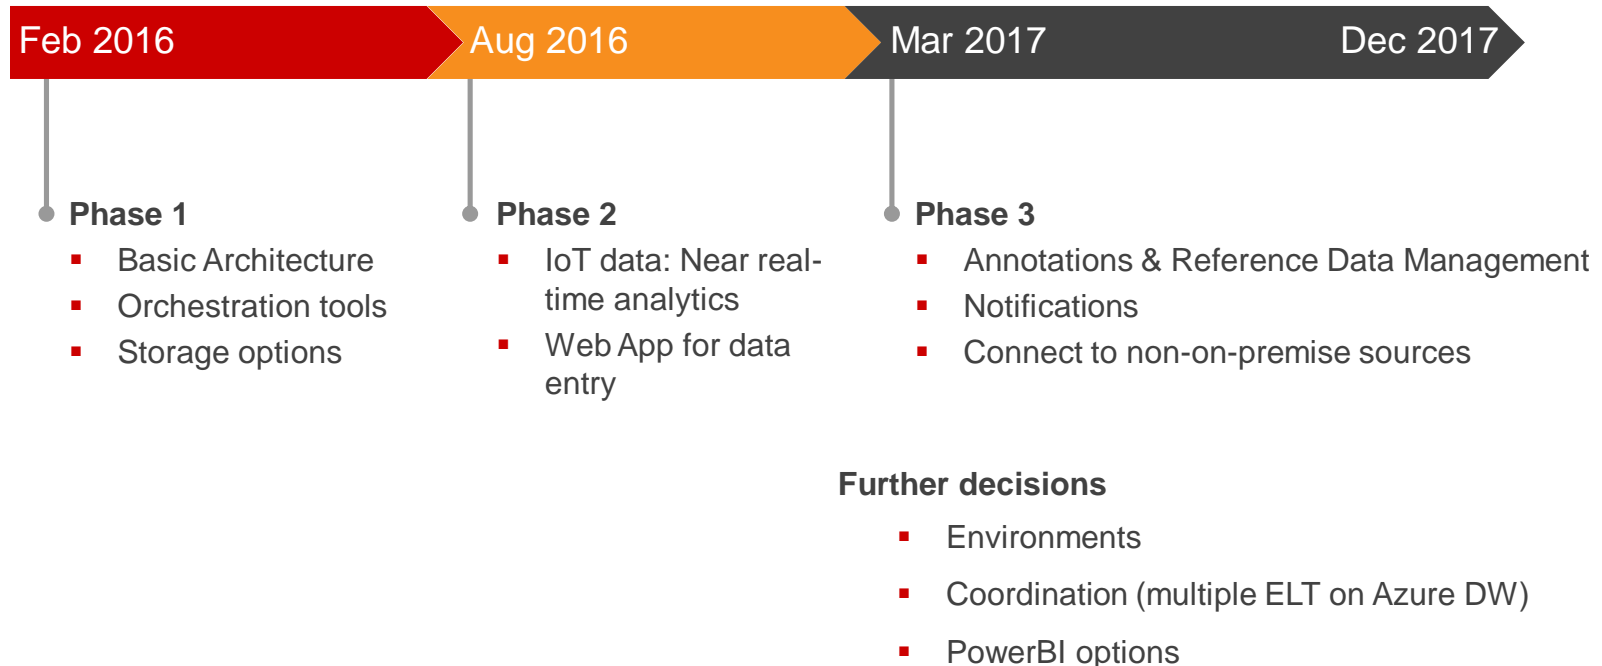 Feb 2016
Aug 2016
Mar 2017
Dec 2017
Phase 1
Basic Architecture
Orchestration tools
Storage options
Phase 2
IoT data: Near real-
time analytics
Web App for data
entry
Phase 3
Annotations & Reference Data Management
Notifications
Connect to non-on-premise sources
Further decisions
Environments
Coordination (multiple ELT on Azure DW)
PowerBI options